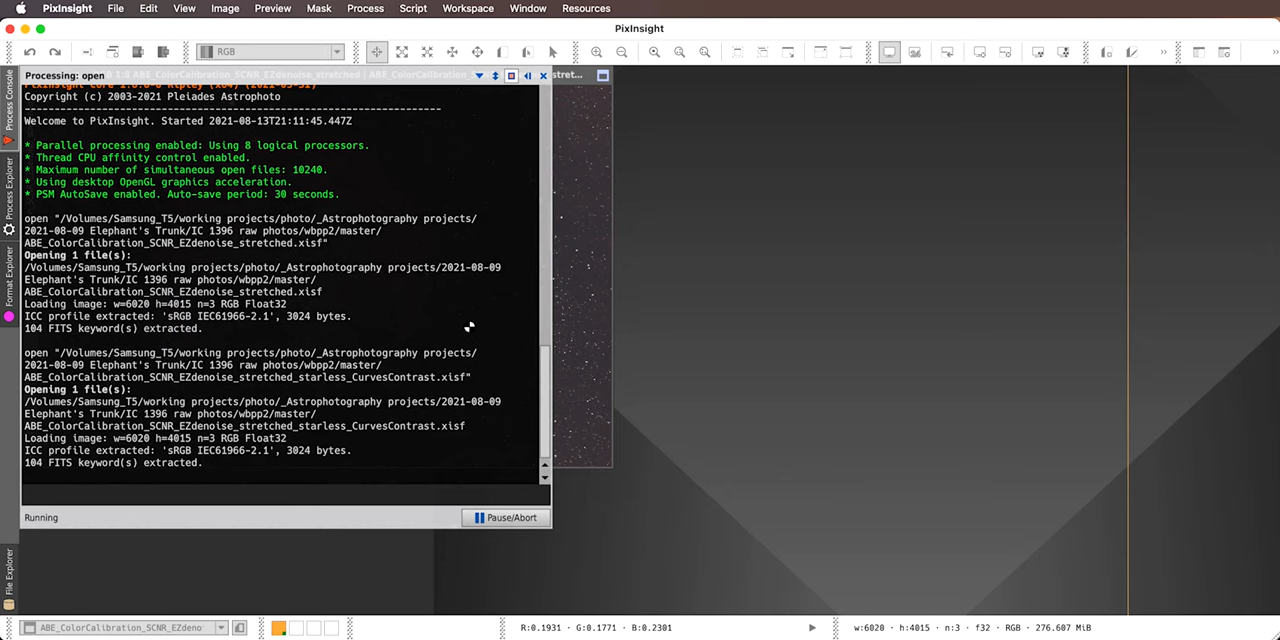 PixInsight File Edit View Image Preview Mask Process Script Workspace Window Resources
PixInsight
RGB
Processing: open
PixInsight Core 1.8.8-8 Ripley (x64) (2021-05-31)
Copyright (c) 2003-2021 Pleiades Astrophoto
----------------------------------------------------------------------
Welcome to PixInsight. Started 2021-08-13T21:11:45.447Z
* Parallel processing enabled: Using 8 logical processors.
* Thread CPU affinity control enabled.
* Maximum number of simultaneous open files: 10240.
* Using desktop OpenGL graphics acceleration.
* PSM AutoSave enabled. Auto-save period: 30 seconds.
open "/Volumes/Samsung_T5/working projects/photo/_Astrophotography projects/
2021-08-09 Elephant's Trunk/IC 1396 raw photos/wbpp2/master/
ABE_ColorCalibration_SCNR_EZdenoise_stretched.xisf"
Opening 1 file(s):
/Volumes/Samsung_T5/working projects/photo/_Astrophotography projects/2021-08-09
Elephant's Trunk/IC 1396 raw photos/wbpp2/master/
ABE_ColorCalibration_SCNR_EZdenoise_stretched.xisf
Loading image: w=6020 h=4015 n=3 RGB Float32
ICC profile extracted: 'sRGB IEC61966-2.1', 3024 bytes.
104 FITS keyword(s) extracted.
open "/Volumes/Samsung_T5/working projects/photo/_Astrophotography projects/
2021-08-09 Elephant's Trunk/IC 1396 raw photos/wbpp2/master/
ABE_ColorCalibration_SCNR_EZdenoise_stretched_starless_CurvesContrast.xisf"
Opening 1 file(s):
/Volumes/Samsung_T5/working projects/photo/_Astrophotography projects/2021-08-09
Elephant's Trunk/IC 1396 raw photos/wbpp2/master/
ABE_ColorCalibration_SCNR_EZdenoise_stretched_starless_CurvesContrast.xisf
Loading image: w=6020 h=4015 n=3 RGB Float32
ICC profile extracted: 'sRGB IEC61966-2.1', 3024 bytes.
104 FITS keyword(s) extracted.
Running
Pause/Abort
Process Console
Process Explorer
Format Explorer
File Explorer
ABE_ColorCalibration_SCNR_EZdeno
R:0.1931 · G:0.1771 · B:0.2301
w:6020 · h:4015 · n:3 · f32 · RGB · 276.607 MiB